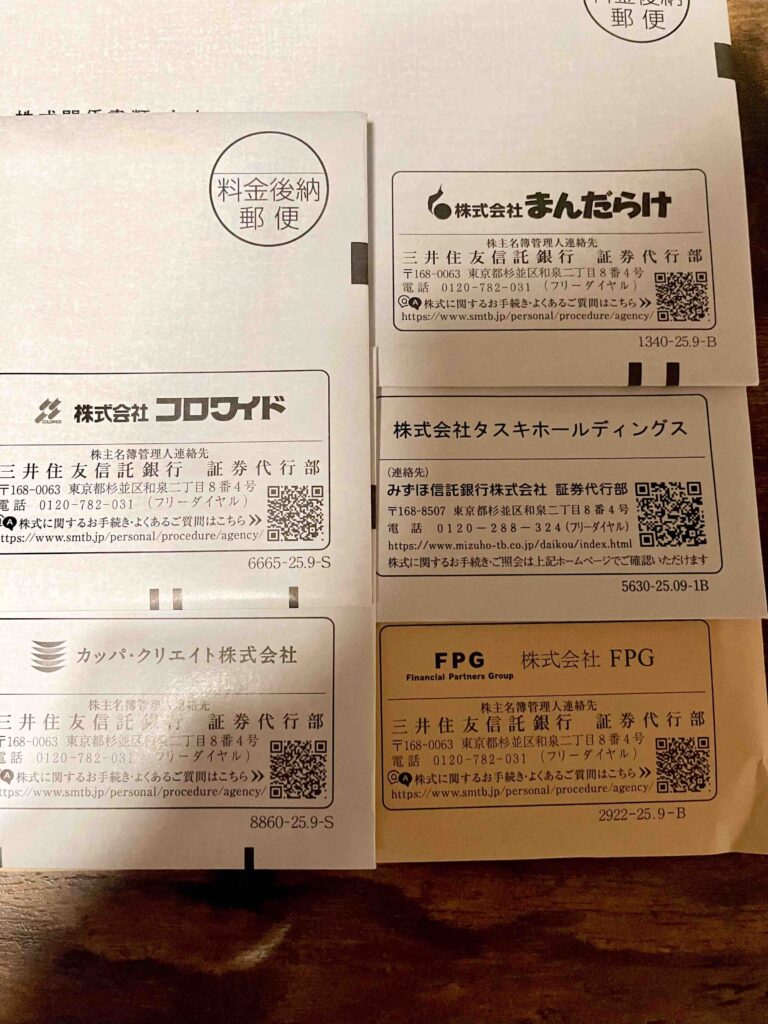 料金後納
郵便
株式会社 まんだらけ
株主名簿管理人連絡先
三井住友信託銀行 証券代行部
〒168-0063 東京都杉並区和泉二丁目8番4号
電話 0120-782-031 (フリーダイヤル)
QA 株式に関するお手続き・よくあるご質問はこちら》
https://www.smtb.jp/personal/procedure/agency/
1340-25.9-B
料金後納
郵便
COLOWIDE 株式会社 コロワイド
株主名簿管理人連絡先
三井住友信託銀行 証券代行部
〒168-0063 東京都杉並区和泉二丁目8番4号
電話 0120-782-031 (フリーダイヤル)
A 株式に関するお手続き・よくあるご質問はこちら》
https://www.smtb.jp/personal/procedure/agency/
6665-25.9-S
株式会社タスキホールディングス
(連絡先)
みずほ信託銀行株式会社 証券代行部
〒168-8507 東京都杉並区和泉2-8-4
電話 0120-288-324(フリーダイヤル)
https://www.mizuho-tb.co.jp/daikou/index.html
株式に関するお手続き・ご照会は上記ホームページでご確認いただけます
5630-25.09-1B
カッパ・クリエイト株式会社
株主名簿管理人連絡先
三井住友信託銀行 証券代行部
〒168-0063 東京都杉並区和泉二丁目8番4号
電話 0120-782-031 (フリーダイヤル)
A 株式に関するお手続き・よくあるご質問はこちら》
https://www.smtb.jp/personal/procedure/agency/
8860-25.9-S
FPG 株式会社 FPG
Financial Partners Group
株主名簿管理人連絡先
三井住友信託銀行 証券代行部
〒168-0063 東京都杉並区和泉二丁目8番4号
電話 0120-782-031 (フリーダイヤル)
QA 株式に関するお手続き・よくあるご質問はこちら》
https://www.smtb.jp/personal/procedure/agency/
2922-25.9-B